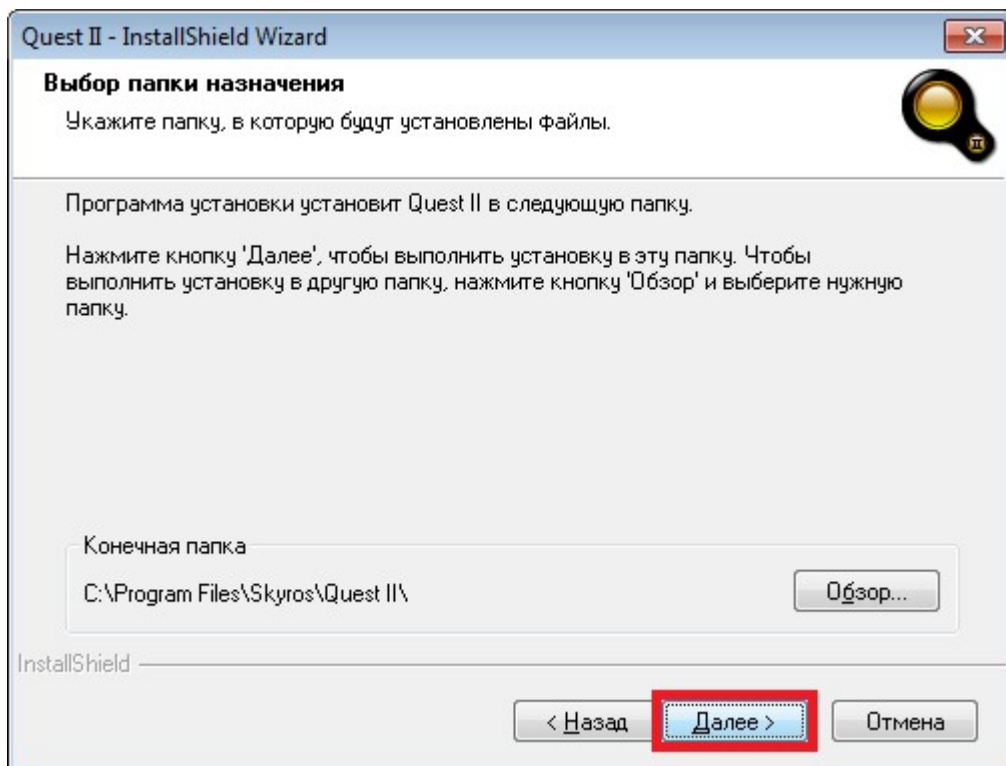 Quest II - InstallShield Wizard
Выбор папки назначения
Укажите папку, в которую будут установлены файлы.
II
Программа установки установит Quest II в следующую папку.
Нажмите кнопку 'Далее', чтобы выполнить установку в эту папку. Чтобы
выполнить установку в другую папку, нажмите кнопку 'Обзор' и выберите нужную
папку.
Конечная папка
C:\Program Files\Skyros\Quest II\
Обзор...
InstallShield
< Назад Далее > Отмена